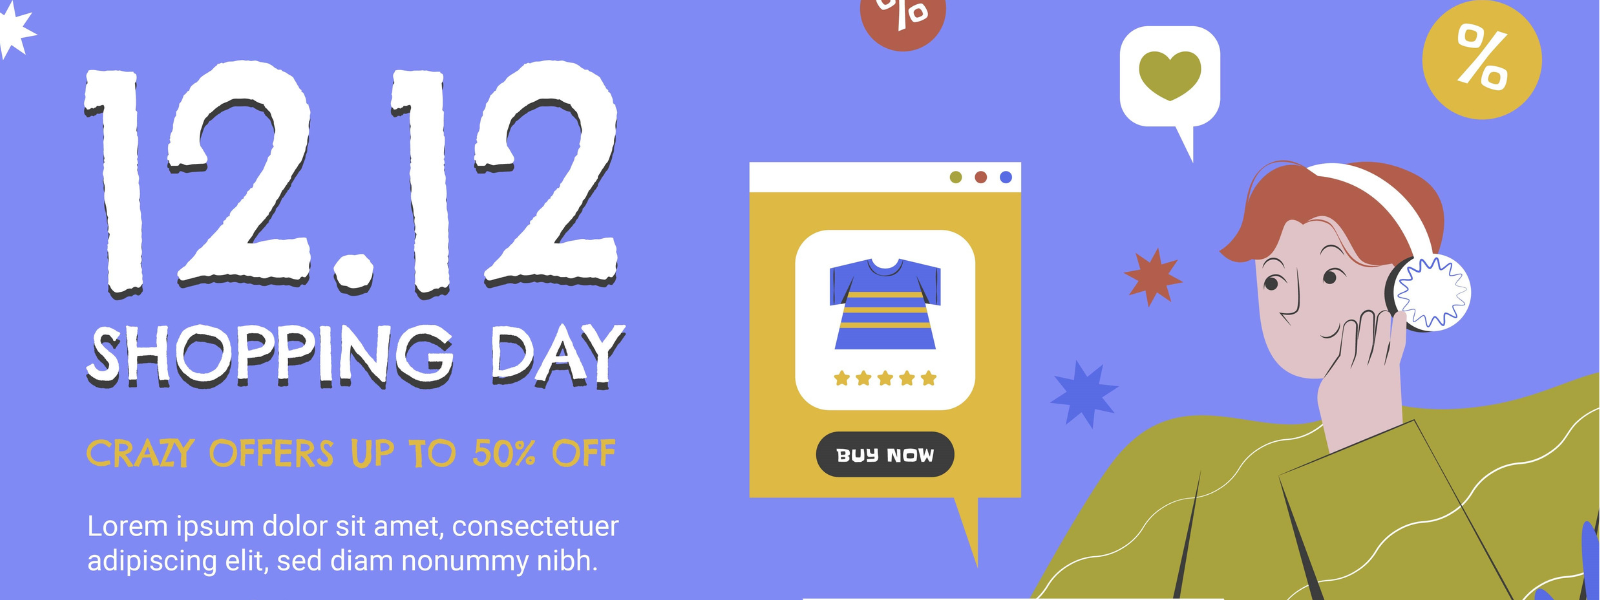 12.12
SHOPPING DAY
CRAZY OFFERS UP TO 50% OFF
Lorem ipsum dolor sit amet, consectetuer
adipiscing elit, sed diam nonummy nibh.
%
%
BUY NOW